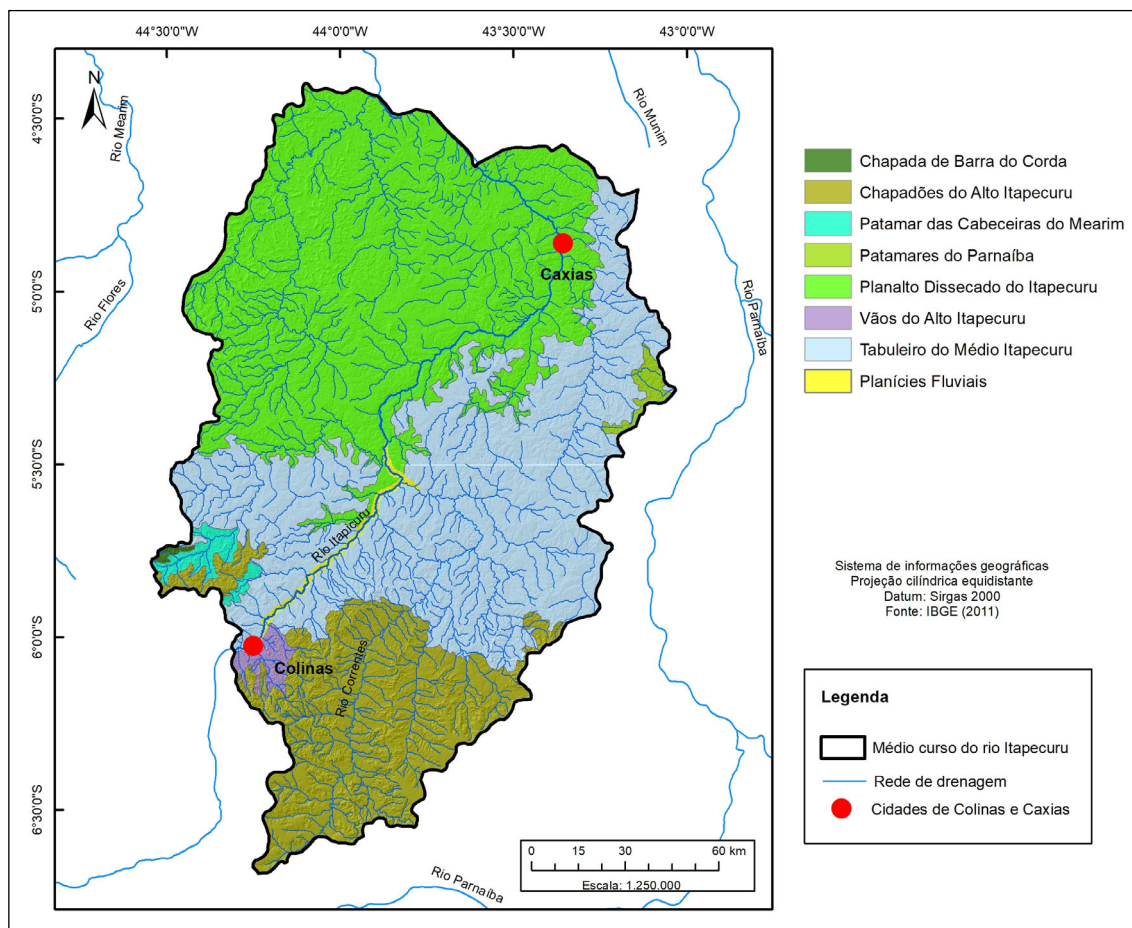 44°30'0"W
44°0'0"W
43°30'0"W
43°0'0"W
N
4°30'0"S
5°0'0"S
5°30'0"S
6°0'0"S
6°30'0"S
Rio Mearim
Rio Munim
Rio Flores
Rio Parnaíba
Caxias
Rio Itapicuru
Colinas
Rio Correntes
Rio Parnaíba
0 15 30 60 km
Escala: 1.250.000
Chapada de Barra do Corda
Chapadões do Alto Itapecuru
Patamar das Cabeceiras do Mearim
Patamares do Parnaíba
Planalto Dissecado do Itapecuru
Vãos do Alto Itapecuru
Tabuleiro do Médio Itapecuru
Planícies Fluviais
Sistema de informações geográficas
Projeção cilíndrica equidistante
Datum: Sirgas 2000
Fonte: IBGE (2011)
Legenda
Médio curso do rio Itapecuru
Rede de drenagem
Cidades de Colinas e Caxias